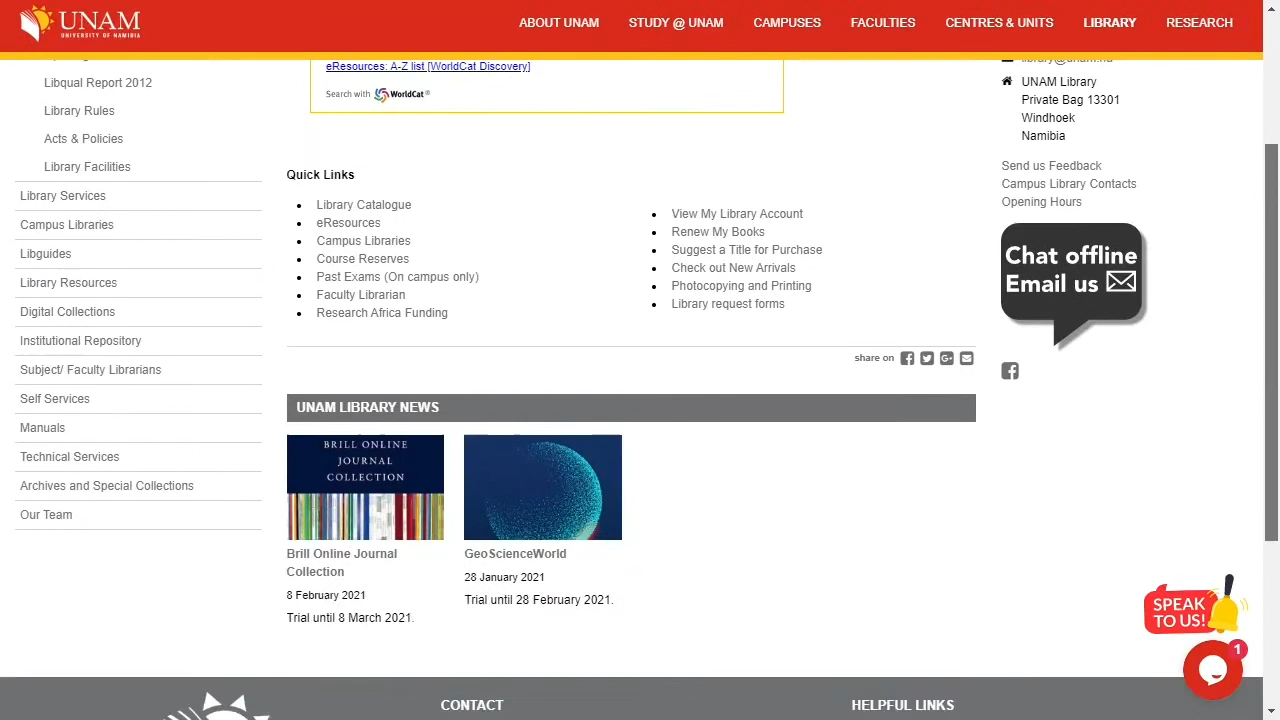 UNAM
UNIVERSITY OF NAMIBIA
ABOUT UNAM
STUDY @ UNAM
CAMPUSES
FACULTIES
CENTRES & UNITS
LIBRARY
RESEARCH
Libqual Report 2012
Library Rules
Acts & Policies
Library Facilities
Library Services
Campus Libraries
Libguides
Library Resources
Digital Collections
Institutional Repository
Subject/ Faculty Librarians
Self Services
Manuals
Technical Services
Archives and Special Collections
Our Team
eResources: A-Z list [WorldCat Discovery]
Search with WorldCat®
Quick Links
Library Catalogue
eResources
Campus Libraries
Course Reserves
Past Exams (On campus only)
Faculty Librarian
Research Africa Funding
View My Library Account
Renew My Books
Suggest a Title for Purchase
Check out New Arrivals
Photocopying and Printing
Library request forms
share on
UNAM LIBRARY NEWS
BRILL ONLINE
JOURNAL
COLLECTION
Brill Online Journal
Collection
8 February 2021
Trial until 8 March 2021.
GeoScienceWorld
28 January 2021
Trial until 28 February 2021.
UNAM Library
Private Bag 13301
Windhoek
Namibia
Send us Feedback
Campus Library Contacts
Opening Hours
Chat offline
Email us
SPEAK
TO US!
1
CONTACT
HELPFUL LINKS